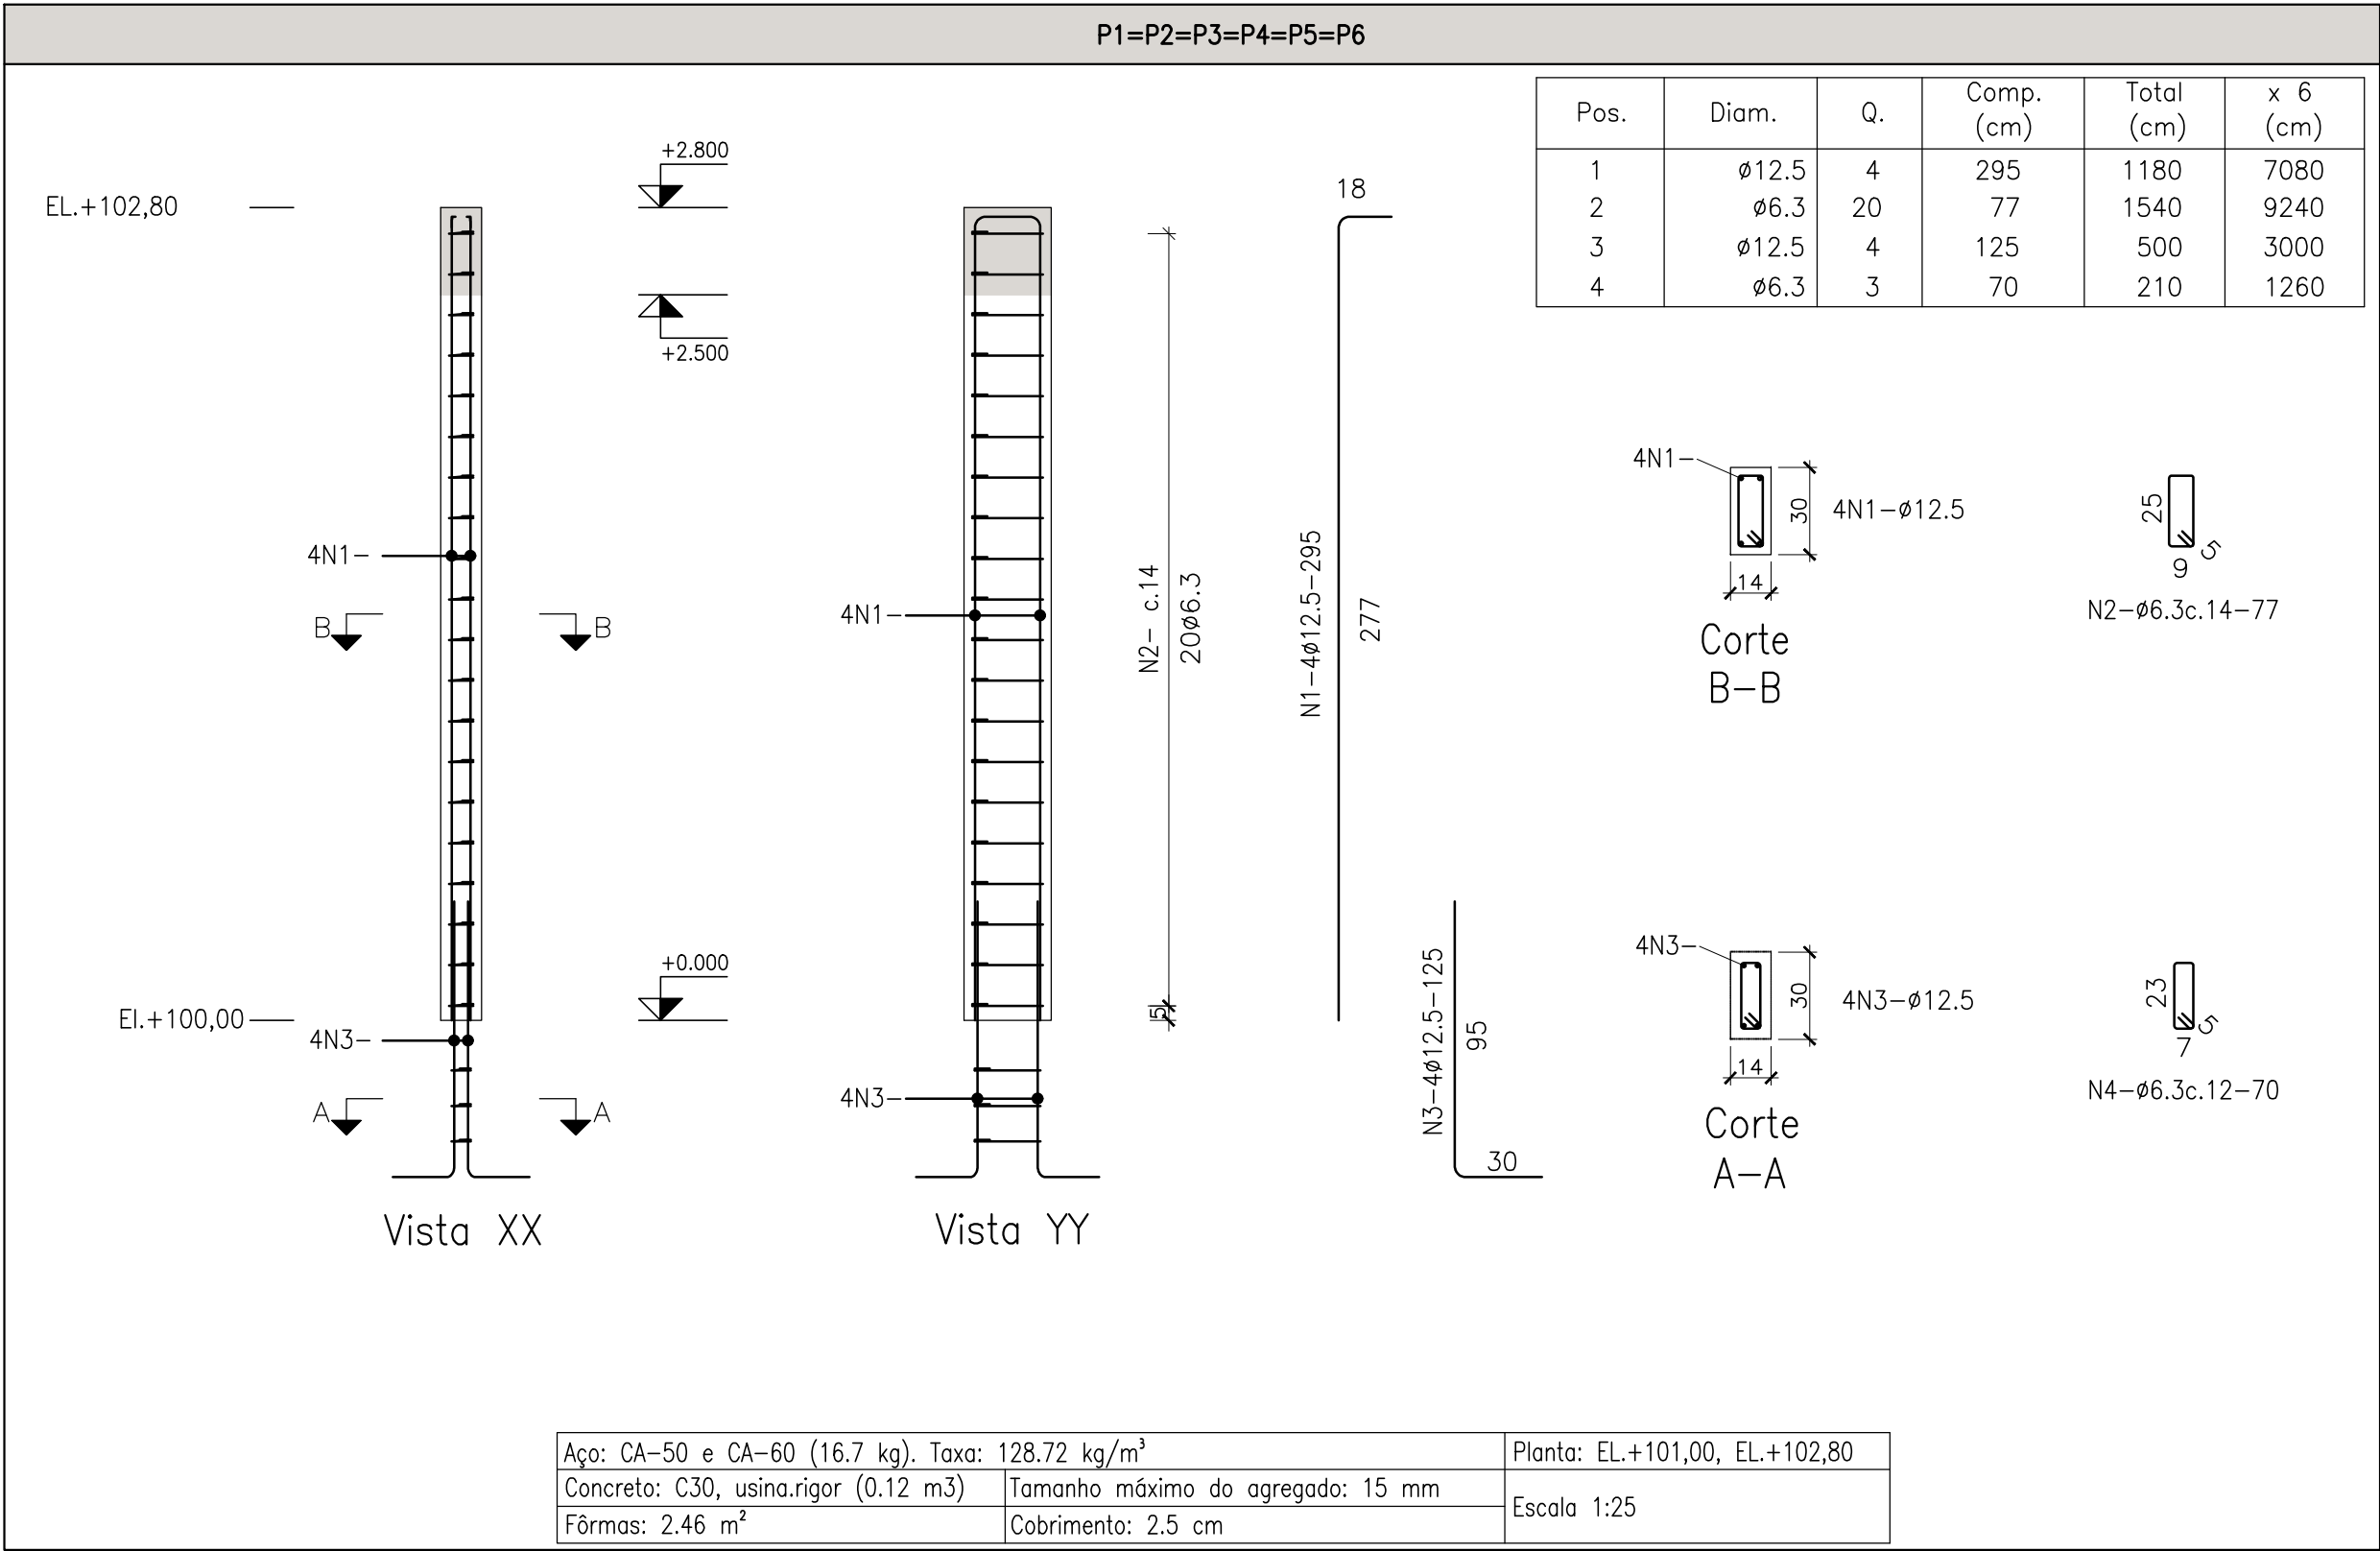 P1=P2=P3=P4=P5=P6
Pos. Diam. Q. Comp. (cm) Total (cm) x 6 (cm)
1 ø12.5 4 295 1180 7080
2 ø6.3 20 77 1540 9240
3 ø12.5 4 125 500 3000
4 ø6.3 3 70 210 1260
EL.+102,80
+2.800
+2.500
4N1-
B B
El.+100,00
+0.000
4N3-
A A
Vista XX
4N1-
4N3-
Vista YY
N2- c.14
20ø6.3
5
18
N1-4ø12.5-295
277
N3-4ø12.5-125
95
30
4N1-
30
14
4N1-ø12.5
Corte
B-B
25
5
9
N2-ø6.3c.14-77
4N3-
30
14
4N3-ø12.5
Corte
A-A
23
5
7
N4-ø6.3c.12-70
Aço: CA-50 e CA-60 (16.7 kg). Taxa: 128.72 kg/m³
Planta: EL.+101,00, EL.+102,80
Concreto: C30, usina.rigor (0.12 m3)
Tamanho máximo do agregado: 15 mm
Escala 1:25
Fôrmas: 2.46 m²
Cobrimento: 2.5 cm